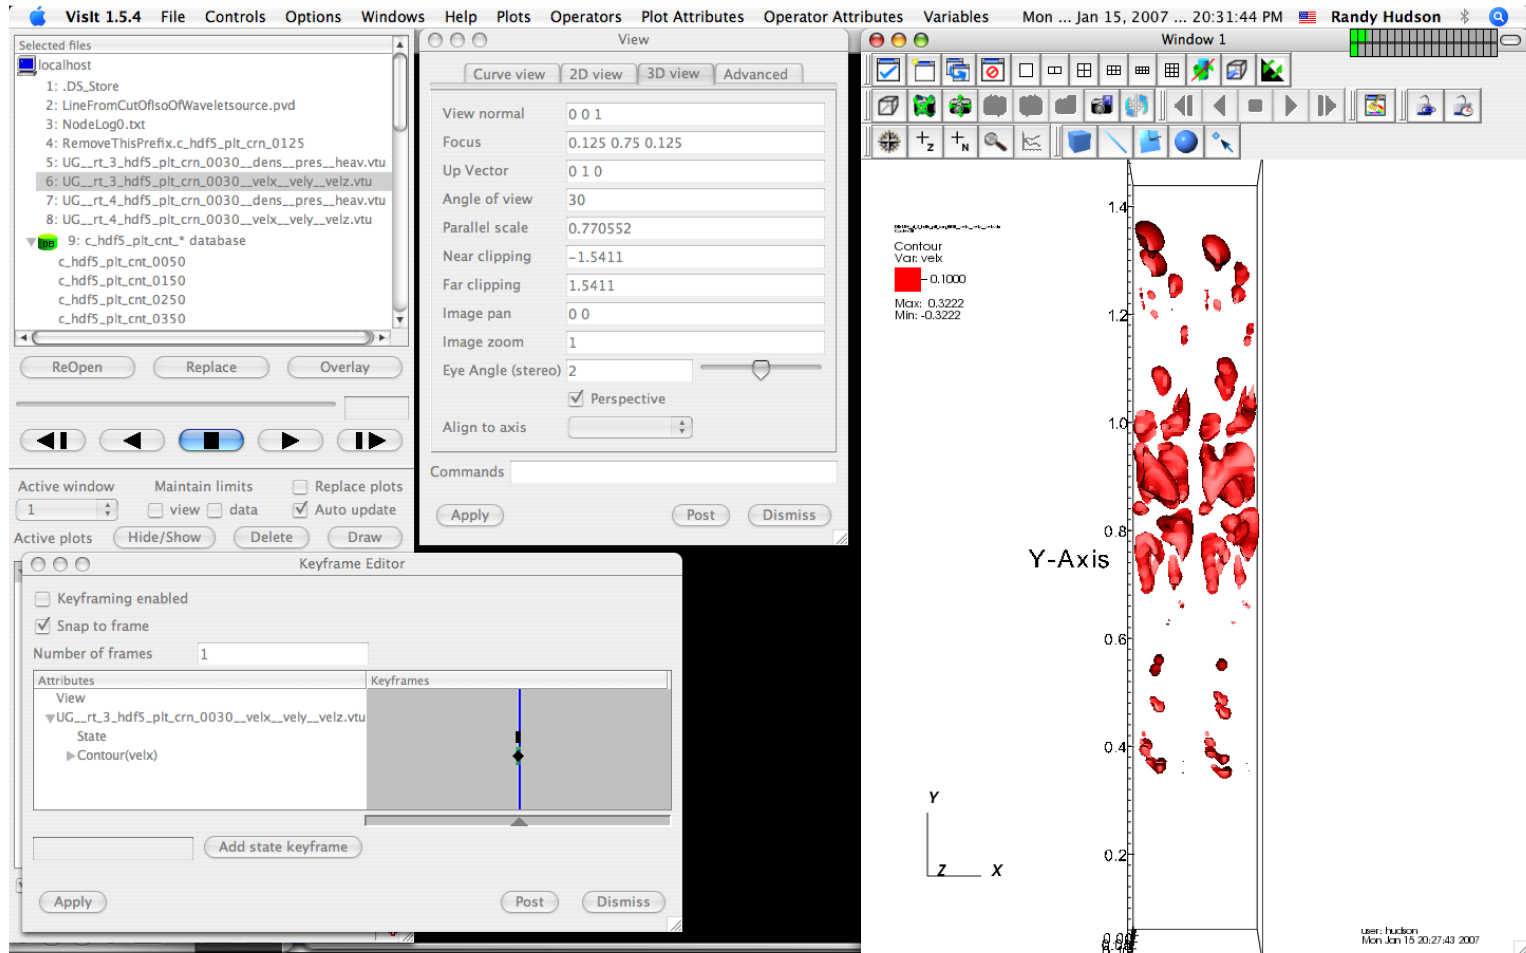 VisIt 1.5.4 File Controls Options Windows Help Plots Operators Plot Attributes Operator Attributes Variables Mon ... Jan 15, 2007 ... 20:31:44 PM Randy Hudson
Selected files
localhost
1: .DS_Store
2: LineFromCutOfIsoOfWaveletsource.pvd
3: NodeLog0.txt
4: RemoveThisPrefix.c_hdf5_plt_crn_0125
5: UG__rt_3_hdf5_plt_crn_0030__dens__pres__heav.vtu
6: UG__rt_3_hdf5_plt_crn_0030__velx__vely__velz.vtu
7: UG__rt_4_hdf5_plt_crn_0030__dens__pres__heav.vtu
8: UG__rt_4_hdf5_plt_crn_0030__velx__vely__velz.vtu
DB 9: c_hdf5_plt_cnt_* database
c_hdf5_plt_cnt_0050
c_hdf5_plt_cnt_0150
c_hdf5_plt_cnt_0250
c_hdf5_plt_cnt_0350
ReOpen Replace Overlay
Active window Maintain limits Replace plots
1 view data Auto update
Active plots Hide/Show Delete Draw
View
Curve view 2D view 3D view Advanced
View normal 0 0 1
Focus 0.125 0.75 0.125
Up Vector 0 1 0
Angle of view 30
Parallel scale 0.770552
Near clipping -1.5411
Far clipping 1.5411
Image pan 0 0
Image zoom 1
Eye Angle (stereo) 2
Perspective
Align to axis
Commands
Apply Post Dismiss
Keyframe Editor
Keyframing enabled
Snap to frame
Number of frames 1
Attributes Keyframes
View
UG__rt_3_hdf5_plt_crn_0030__velx__vely__velz.vtu
State
Contour(velx)
Add state keyframe
Apply Post Dismiss
Window 1
+z +N
Contour
Var: velx
0.1000
Max: 0.3222
Min: -0.3222
1.4
1.2
1.0
0.8
Y-Axis
0.6
0.4
0.2
Y
Z X
user: hudson
Mon Jan 15 20:27:43 2007